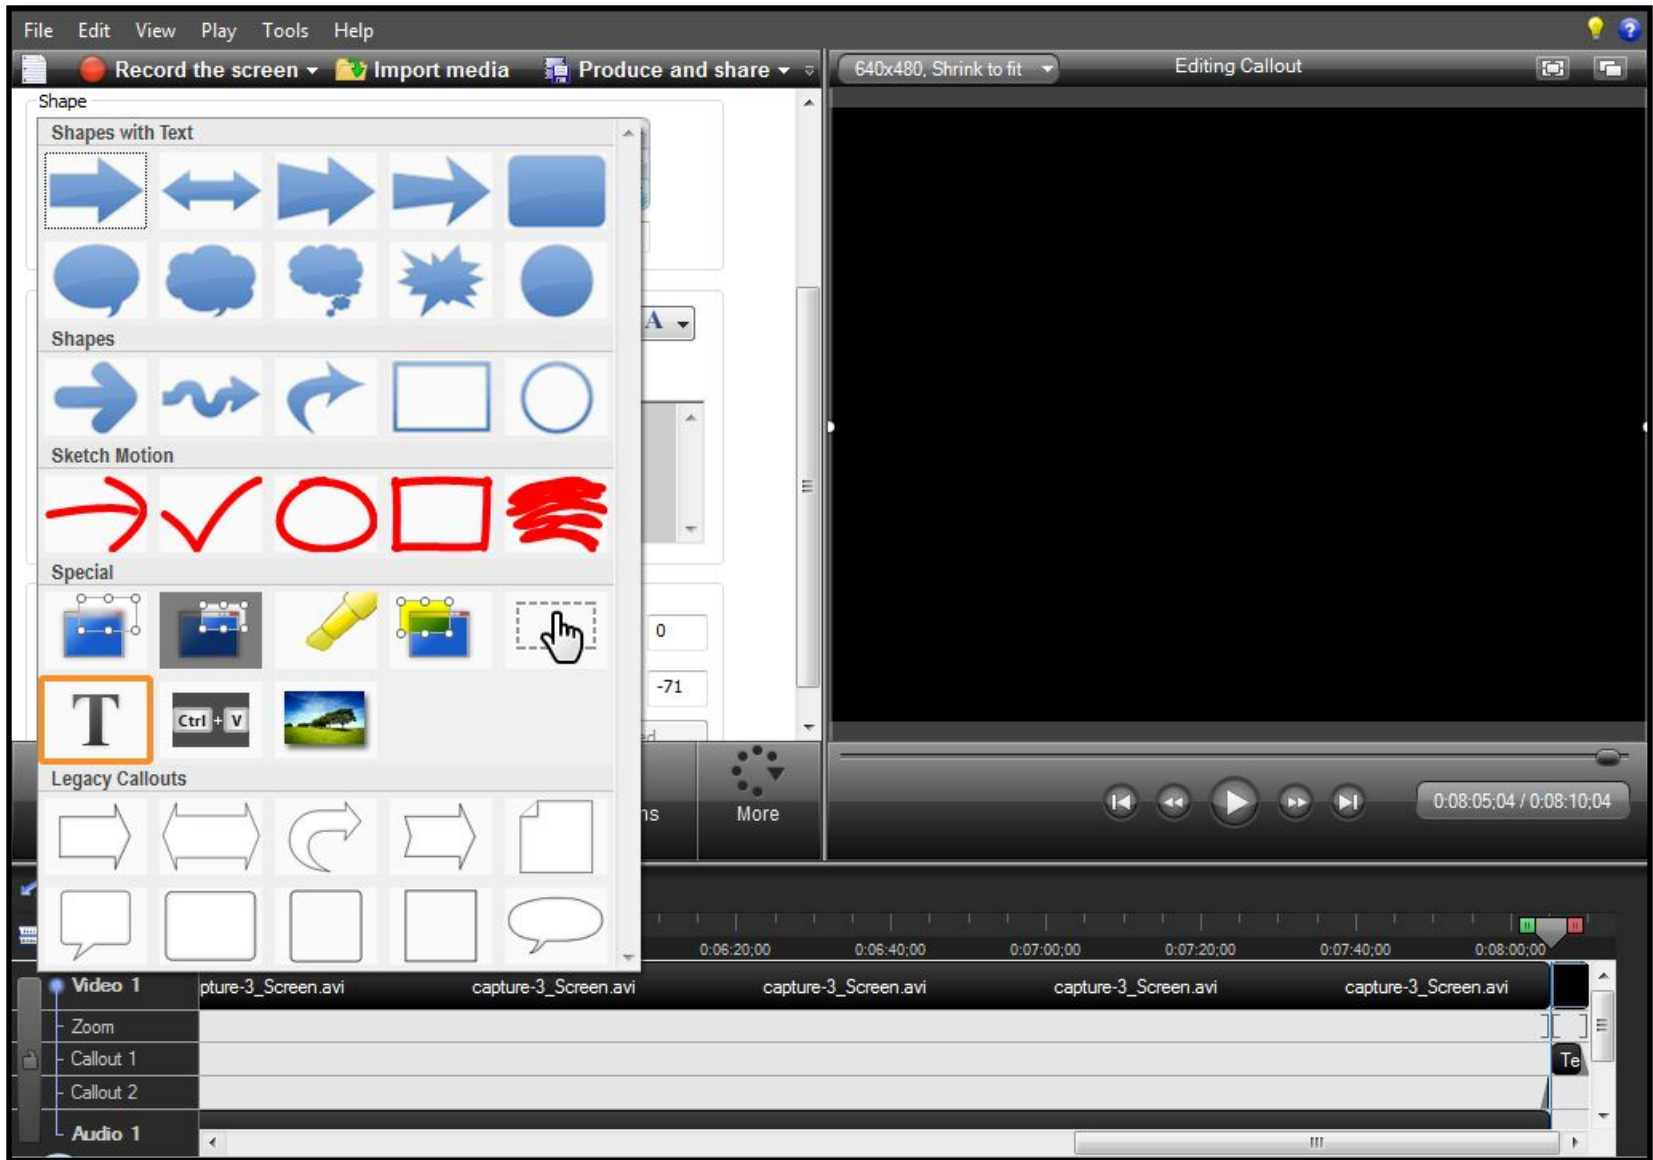 File Edit View Play Tools Help
Record the screen Import media Produce and share
640x480, Shrink to fit Editing Callout
Shape
Shapes with Text
A
Shapes
Sketch Motion
Special
0
-71
T Ctrl + V
Legacy Callouts
More
0:08:05;04 / 0:08:10;04
0:06:20;00 0:06:40;00 0:07:00;00 0:07:20;00 0:07:40;00 0:08:00;00
Video 1 pture-3_Screen.avi capture-3_Screen.avi capture-3_Screen.avi capture-3_Screen.avi capture-3_Screen.avi
Zoom
Callout 1 Te
Callout 2
Audio 1